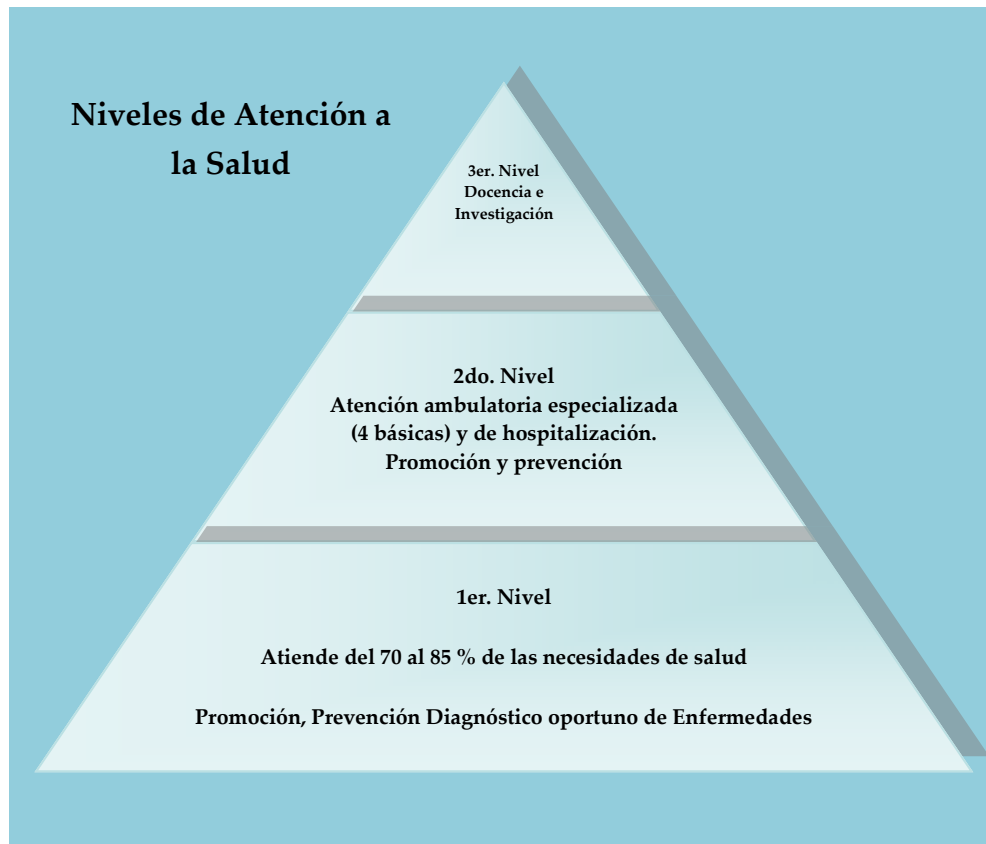 Niveles de Atención a
la Salud
3er. Nivel
Docencia e
Investigación
2do. Nivel
Atención ambulatoria especializada
(4 básicas) y de hospitalización.
Promoción y prevención
1er. Nivel
Atiende del 70 al 85 % de las necesidades de salud
Promoción, Prevención Diagnóstico oportuno de Enfermedades